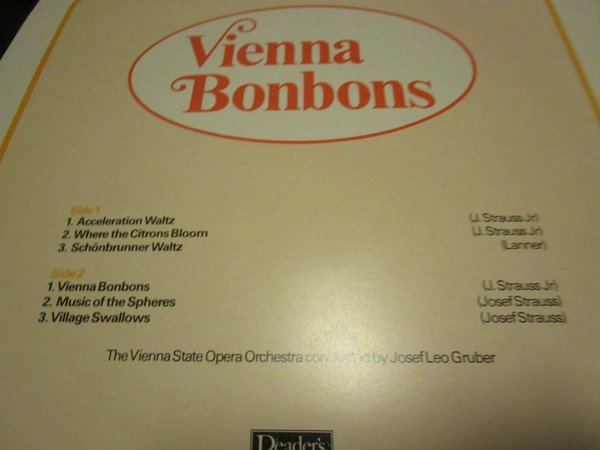 Vienna
Bonbons
Side 1
1. Acceleration Waltz (J. Strauss Jr)
2. Where the Citrons Bloom (J. Strauss Jr)
3. Schönbrunner Waltz (Lanner)
Side 2
1. Vienna Bonbons (J. Strauss Jr)
2. Music of the Spheres (Josef Strauss)
3. Village Swallows (Josef Strauss)
The Vienna State Opera Orchestra conducted by Josef Leo Gruber
Reader's